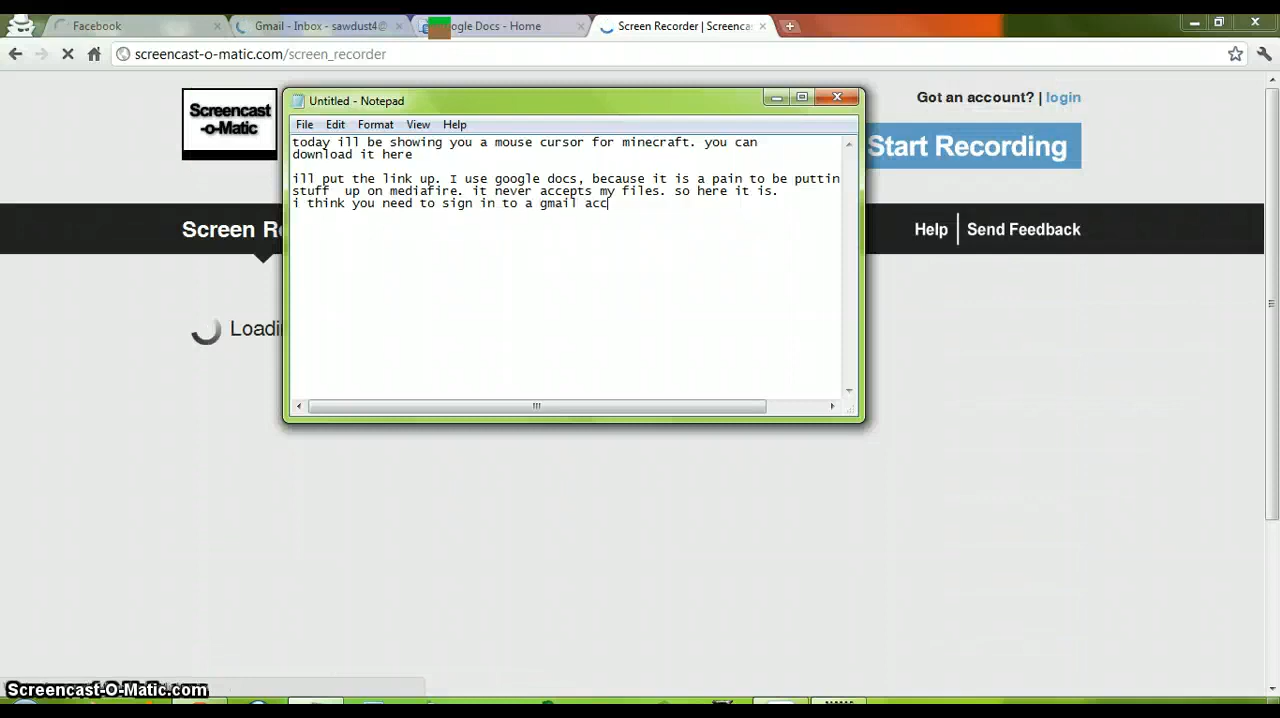 Facebook
Gmail - Inbox - sawdust4@
ogle Docs - Home
Screen Recorder | Screenca
screencast-o-matic.com/screen_recorder
Screencast
-o-Matic
Got an account? | login
Start Recording
Screen R
Help
Send Feedback
Loadi
Untitled - Notepad
File Edit Format View Help
today ill be showing you a mouse cursor for minecraft. you can
download it here
ill put the link up. I use google docs, because it is a pain to be puttin
stuff  up on mediafire. it never accepts my files. so here it is.
i think you need to sign in to a gmail acc
Screencast-O-Matic.com